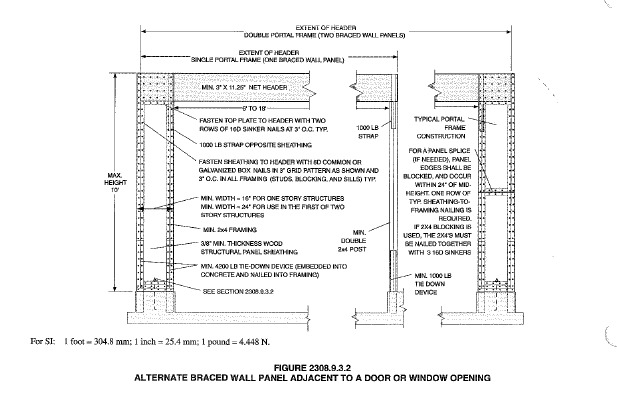 EXTENT OF HEADER
DOUBLE PORTAL FRAME (TWO BRACED WALL PANELS)
EXTENT OF HEADER
SINGLE PORTAL FRAME (ONE BRACED WALL PANEL)
MIN. 3" X 11.25" NET HEADER
6' TO 18'
FASTEN TOP PLATE TO HEADER WITH TWO
ROWS OF 16D SINKER NAILS AT 3" O.C. TYP.
1000 LB STRAP OPPOSITE SHEATHING
FASTEN SHEATHING TO HEADER WITH 8D COMMON OR
GALVANIZED BOX NAILS IN 3" GRID PATTERN AS SHOWN AND
3" O.C. IN ALL FRAMING (STUDS, BLOCKING, AND SILLS) TYP.
MAX.
HEIGHT
10'
MIN. WIDTH = 16" FOR ONE STORY STRUCTURES
MIN. WIDTH = 24" FOR USE IN THE FIRST OF TWO
STORY STRUCTURES
MIN. 2x4 FRAMING
3/8" MIN. THICKNESS WOOD
STRUCTURAL PANEL SHEATHING
MIN. 4200 LB TIE-DOWN DEVICE (EMBEDDED INTO
CONCRETE AND NAILED INTO FRAMING)
SEE SECTION 2308.9.3.2
1000 LB
STRAP
MIN.
DOUBLE
2x4 POST
TYPICAL PORTAL
FRAME
CONSTRUCTION
FOR A PANEL SPLICE
(IF NEEDED), PANEL
EDGES SHALL BE
BLOCKED, AND OCCUR
WITHIN 24" OF MID-
HEIGHT. ONE ROW OF
TYP. SHEATHING-TO-
FRAMING NAILING IS
REQUIRED.
IF 2X4 BLOCKING IS
USED, THE 2X4'S MUST
BE NAILED TOGETHER
WITH 3 16D SINKERS
MIN. 1000 LB
TIE DOWN
DEVICE
For SI: 1 foot = 304.8 mm; 1 inch = 25.4 mm; 1 pound = 4.448 N.
FIGURE 2308.9.3.2
ALTERNATE BRACED WALL PANEL ADJACENT TO A DOOR OR WINDOW OPENING